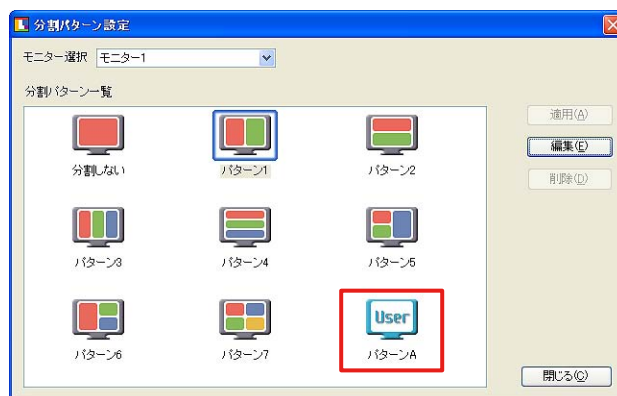 分割パターン設定
モニター選択 モニター1
分割パターン一覧
適用(A)
編集(E)
削除(D)
分割しない パターン1 パターン2
パターン3 パターン4 パターン5
User
パターン6 パターン7 パターンA
閉じる(C)